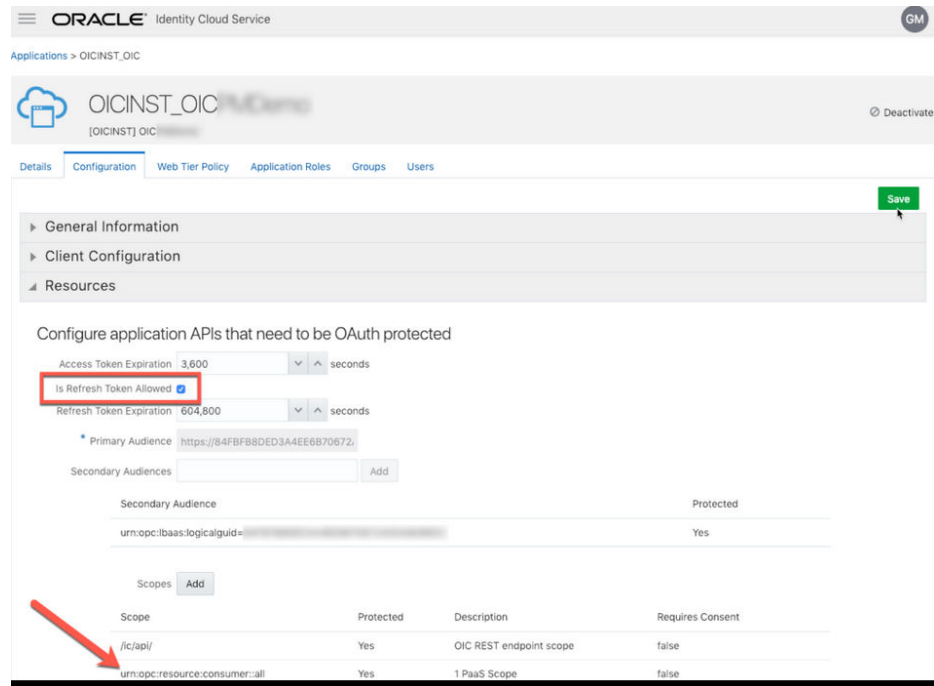 ORACLE® Identity Cloud Service GM
Applications > OICINST_OIC
OICINST_OIC
[OICINST] OIC
Deactivate
Details Configuration Web Tier Policy Application Roles Groups Users
Save
General Information
Client Configuration
Resources
Configure application APIs that need to be OAuth protected
Access Token Expiration 3,600 seconds
Is Refresh Token Allowed
Refresh Token Expiration 604,800 seconds
* Primary Audience https://84FBFB8DED3A4EE6B70672
Secondary Audiences Add
Secondary Audience Protected
urn:opc:lbaas:logicalguid= Yes
Scopes Add
Scope Protected Description Requires Consent
/ic/api/ Yes OIC REST endpoint scope false
urn:opc:resource:consumer::all Yes 1 PaaS Scope false